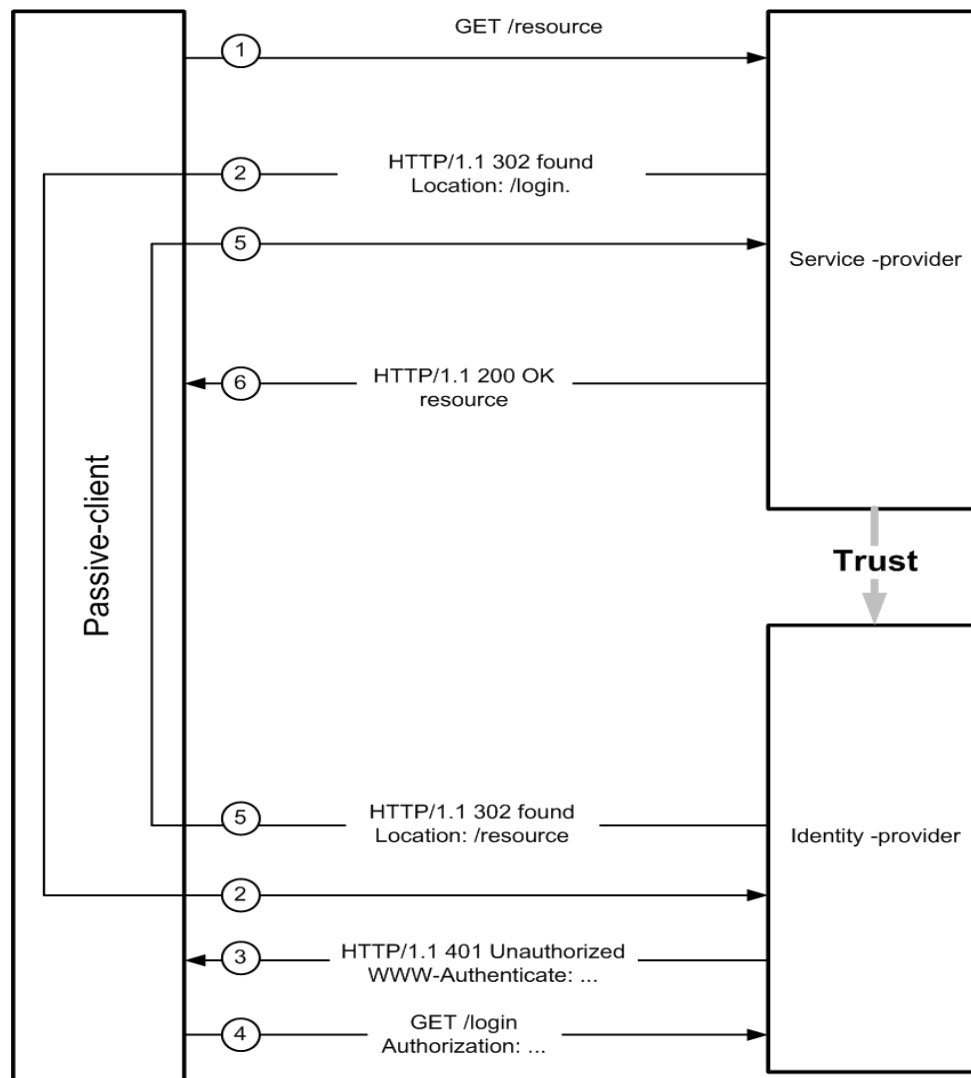 GET /resource
1
HTTP/1.1 302 found
2
Location: /login.
5
Service -provider
HTTP/1.1 200 OK
6
resource
Passive-client
Trust
HTTP/1.1 302 found
5
Location: /resource
Identity -provider
2
HTTP/1.1 401 Unauthorized
3
WWW-Authenticate: ...
GET /login
4
Authorization: ...